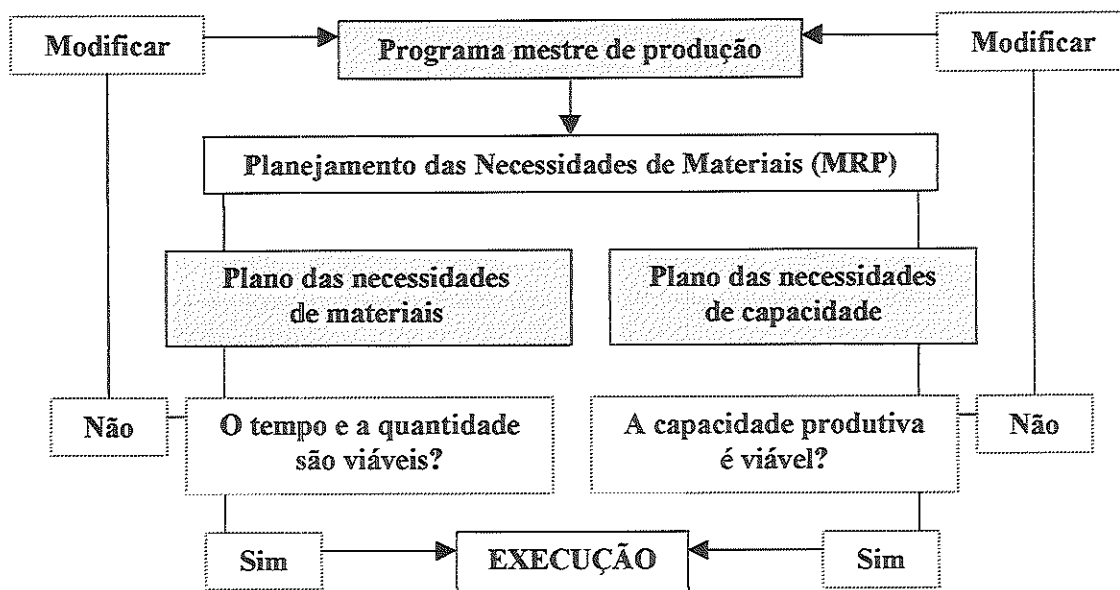 Modificar
Programa mestre de produção
Modificar
Planejamento das Necessidades de Materiais (MRP)
Plano das necessidades
de materiais
Plano das necessidades
de capacidade
Não
O tempo e a quantidade
são viáveis?
A capacidade produtiva
é viável?
Não
Sim
EXECUÇÃO
Sim